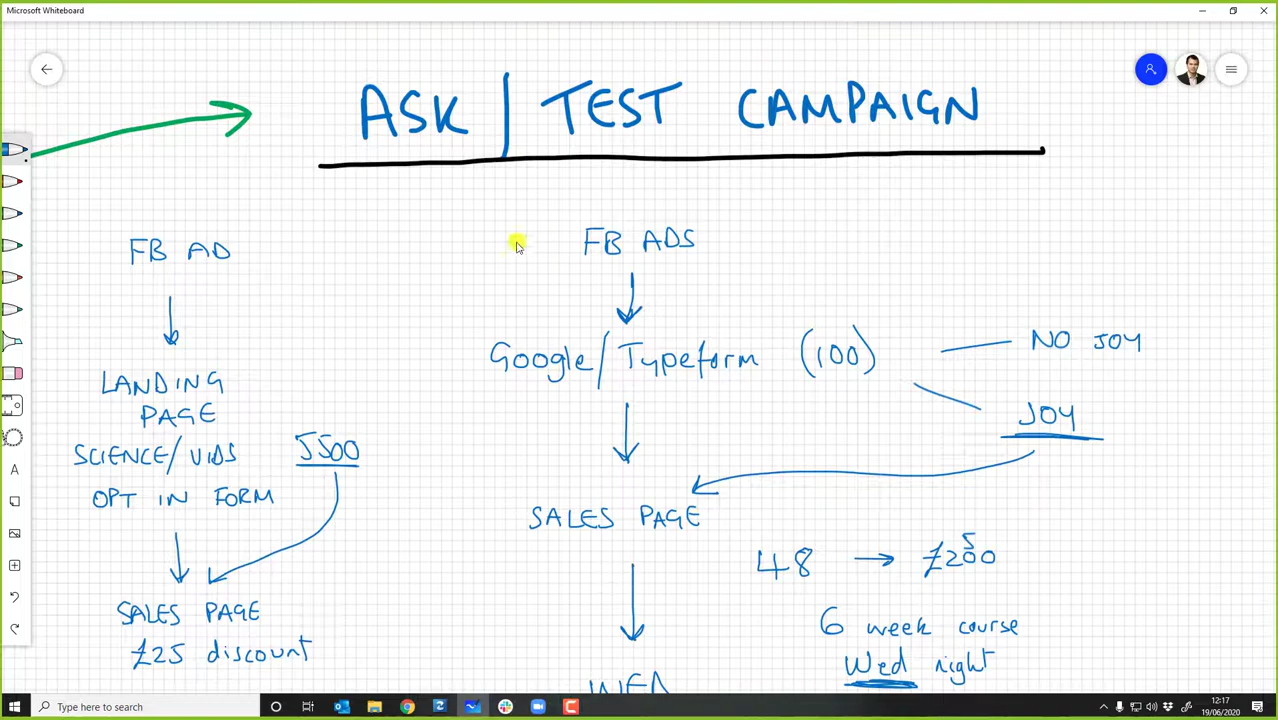 Microsoft Whiteboard
ASK | TEST CAMPAIGN
FB AD
LANDING
PAGE
SCIENCE/VIDS
OPT IN FORM
5500
SALES PAGE
£25 discount
FB ADS
Google/Typeform (100)
NO JOY
JOY
SALES PAGE
48 → £200
5
6 week course
Wed night
A
Type here to search
12:17
19/06/2020